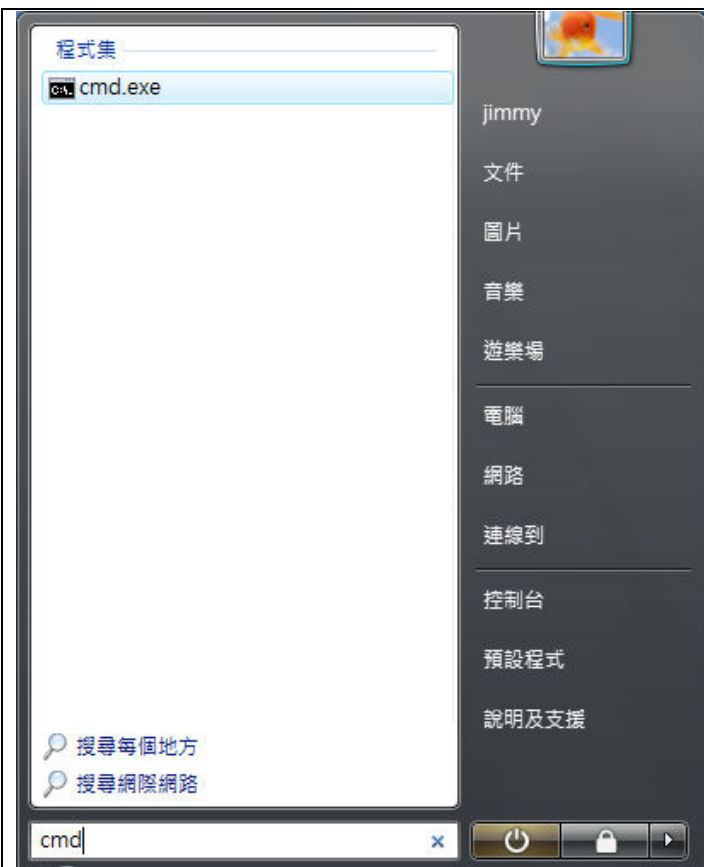 程式集
cmd.exe
搜尋每個地方
搜尋網際網路
cmd
jimmy
文件
圖片
音樂
遊樂場
電腦
網路
連線到
控制台
預設程式
說明及支援